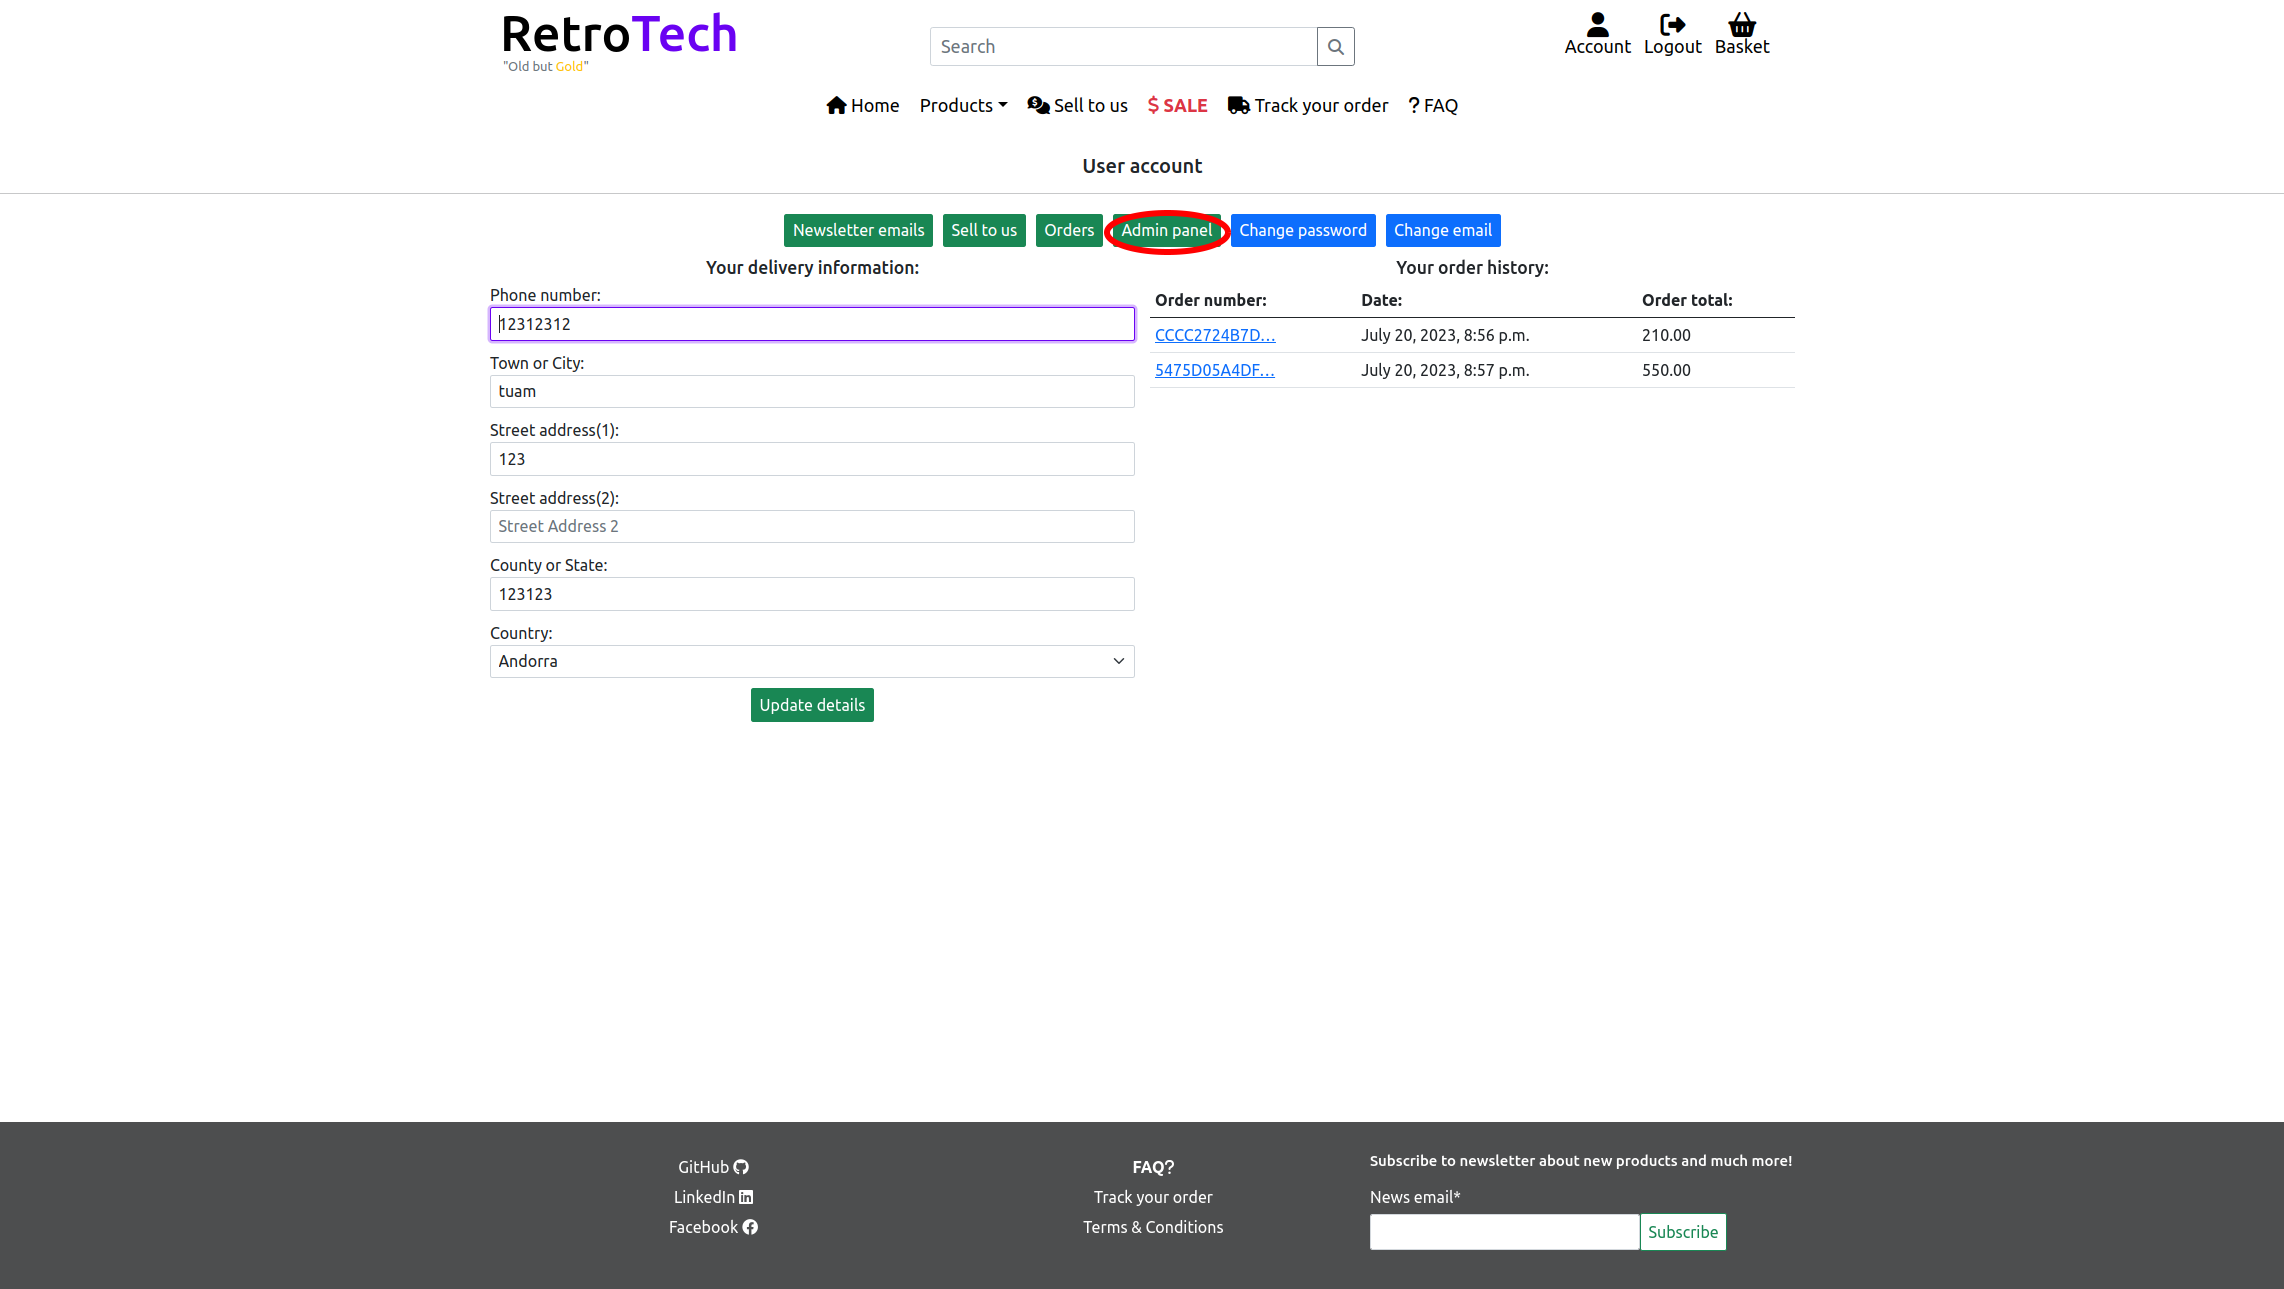 RetroTech
"Old but Gold"
Search
Account Logout Basket
Home Products Sell to us $ SALE Track your order ? FAQ
User account
Newsletter emails Sell to us Orders Admin panel Change password Change email
Your delivery information:
Phone number:
12312312
Town or City:
tuam
Street address(1):
123
Street address(2):
Street Address 2
County or State:
123123
Country:
Andorra
Update details
Your order history:
Order number: Date: Order total:
CCCC2724B7D... July 20, 2023, 8:56 p.m. 210.00
5475D05A4DF... July 20, 2023, 8:57 p.m. 550.00
GitHub
LinkedIn
Facebook
FAQ?
Track your order
Terms & Conditions
Subscribe to newsletter about new products and much more!
News email*
Subscribe